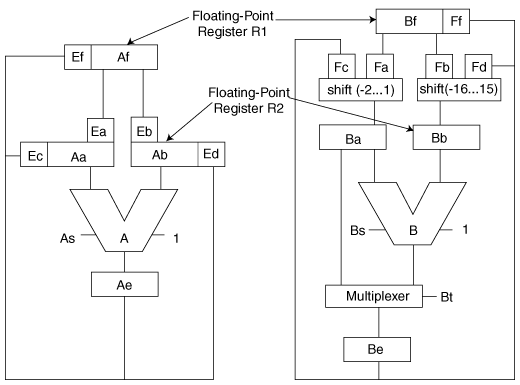 Floating-Point
Register R1
Ef Af
Bf Ff
Fc Fa Fb Fd
shift (-2...1) shift(-16...15)
Floating-Point
Register R2
Ea Eb
Ec Aa Ab Ed
Ba Bb
As A 1
Bs B 1
Ae
Multiplexer Bt
Be